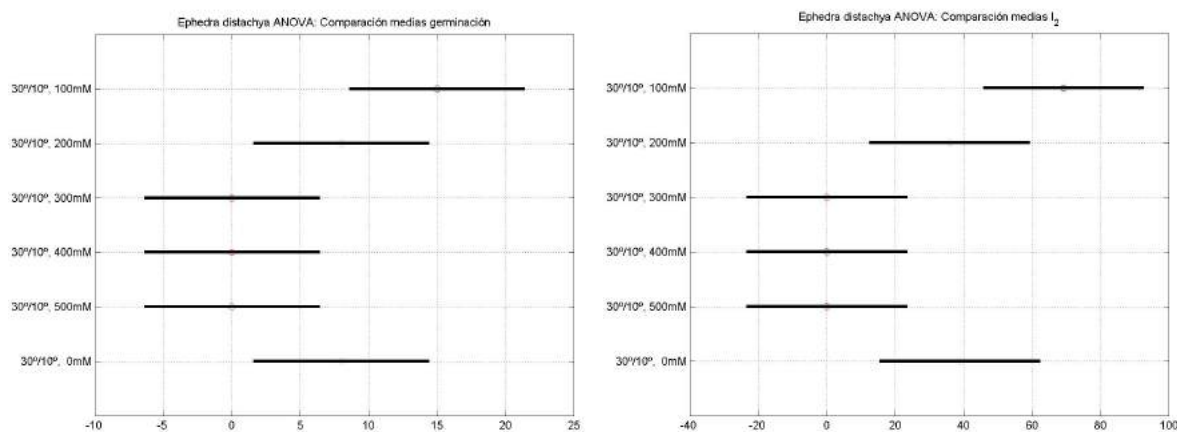 Ephedra distachya ANOVA: Comparación medias germinación
30º/10º, 100mM
30º/10º, 200mM
30º/10º, 300mM
30º/10º, 400mM
30º/10º, 500mM
30º/10º, 0mM
-10 -5 0 5 10 15 20 25
Ephedra distachya ANOVA: Comparación medias I2
30º/10º, 100mM
30º/10º, 200mM
30º/10º, 300mM
30º/10º, 400mM
30º/10º, 500mM
30º/10º, 0mM
-40 -20 0 20 40 60 80 100